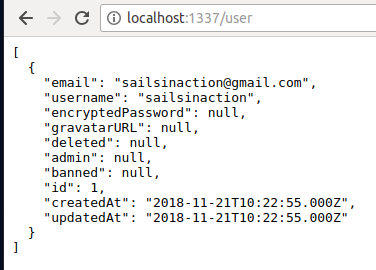 localhost:1337/user
[
  {
    "email": "sailsinaction@gmail.com",
    "username": "sailsinaction",
    "encryptedPassword": null,
    "gravatarURL": null,
    "deleted": null,
    "admin": null,
    "banned": null,
    "id": 1,
    "createdAt": "2018-11-21T10:22:55.000Z",
    "updatedAt": "2018-11-21T10:22:55.000Z"
  }
]